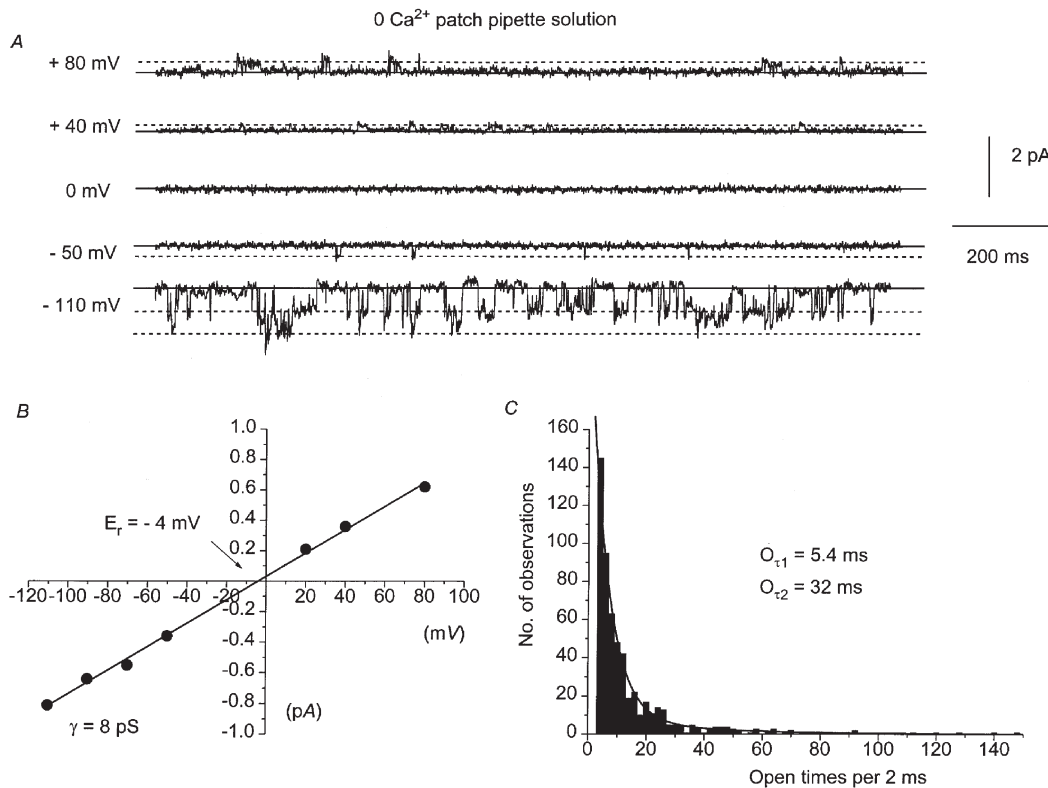 0 Ca2+ patch pipette solution
A
+ 80 mV
+ 40 mV
0 mV
- 50 mV
- 110 mV
2 pA
200 ms
B
1.0
0.8
0.6
0.4
0.2
-0.2
-0.4
-0.6
-0.8
-1.0
-120
-100
-80
-60
-40
-20
20
40
60
80
100
Er = - 4 mV
(mV)
(pA)
γ = 8 pS
C
No. of observations
160
140
120
100
80
60
40
20
0
Oτ1 = 5.4 ms
Oτ2 = 32 ms
0 20 40 60 80 100 120 140
Open times per 2 ms